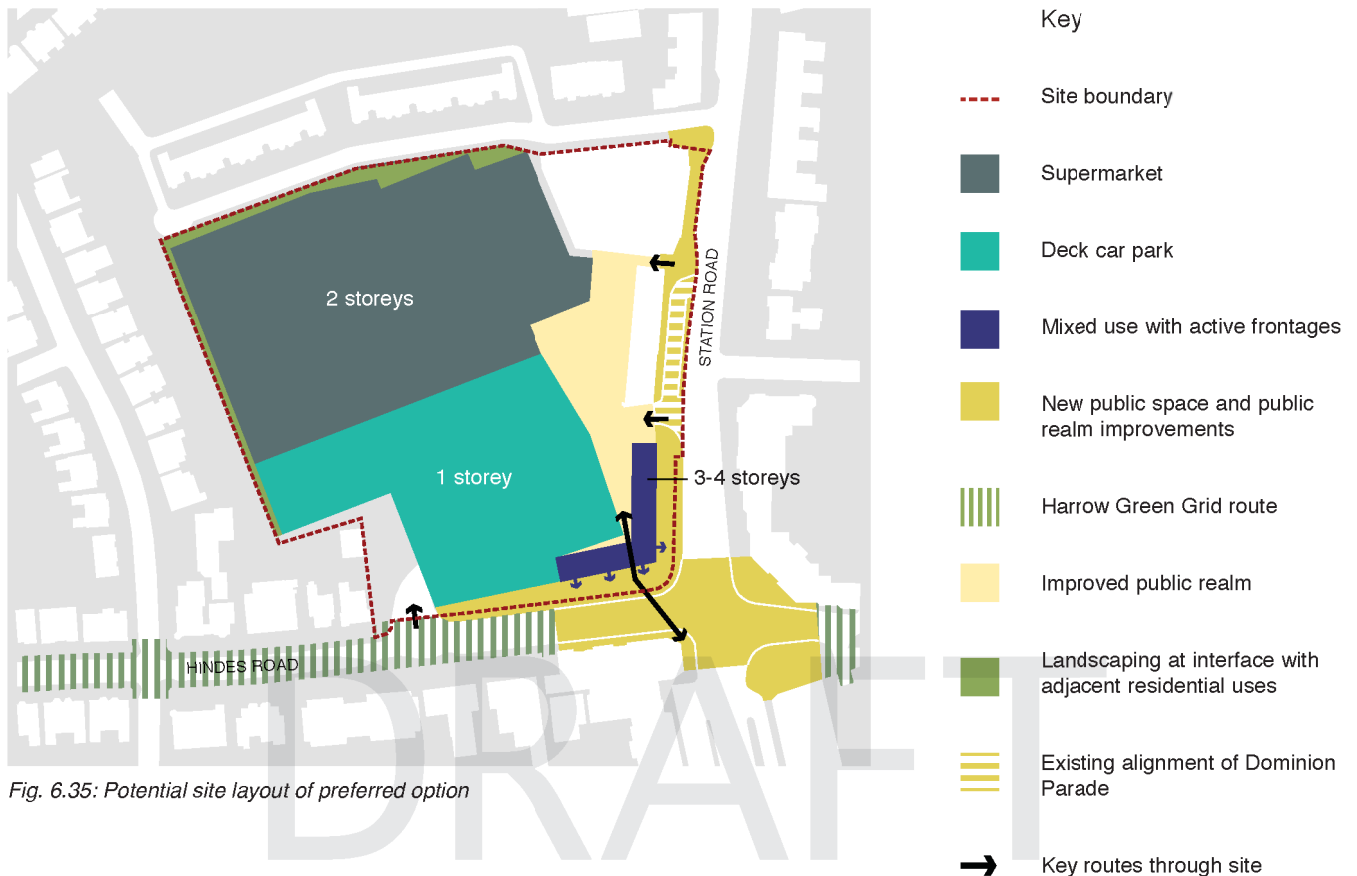 Key
Site boundary
Supermarket
Deck car park
Mixed use with active frontages
New public space and public
realm improvements
Harrow Green Grid route
Improved public realm
Landscaping at interface with
adjacent residential uses
Existing alignment of Dominion
Parade
Key routes through site
2 storeys
STATION ROAD
1 storey
3-4 storeys
HINDES ROAD
DRAFT
Fig. 6.35: Potential site layout of preferred option